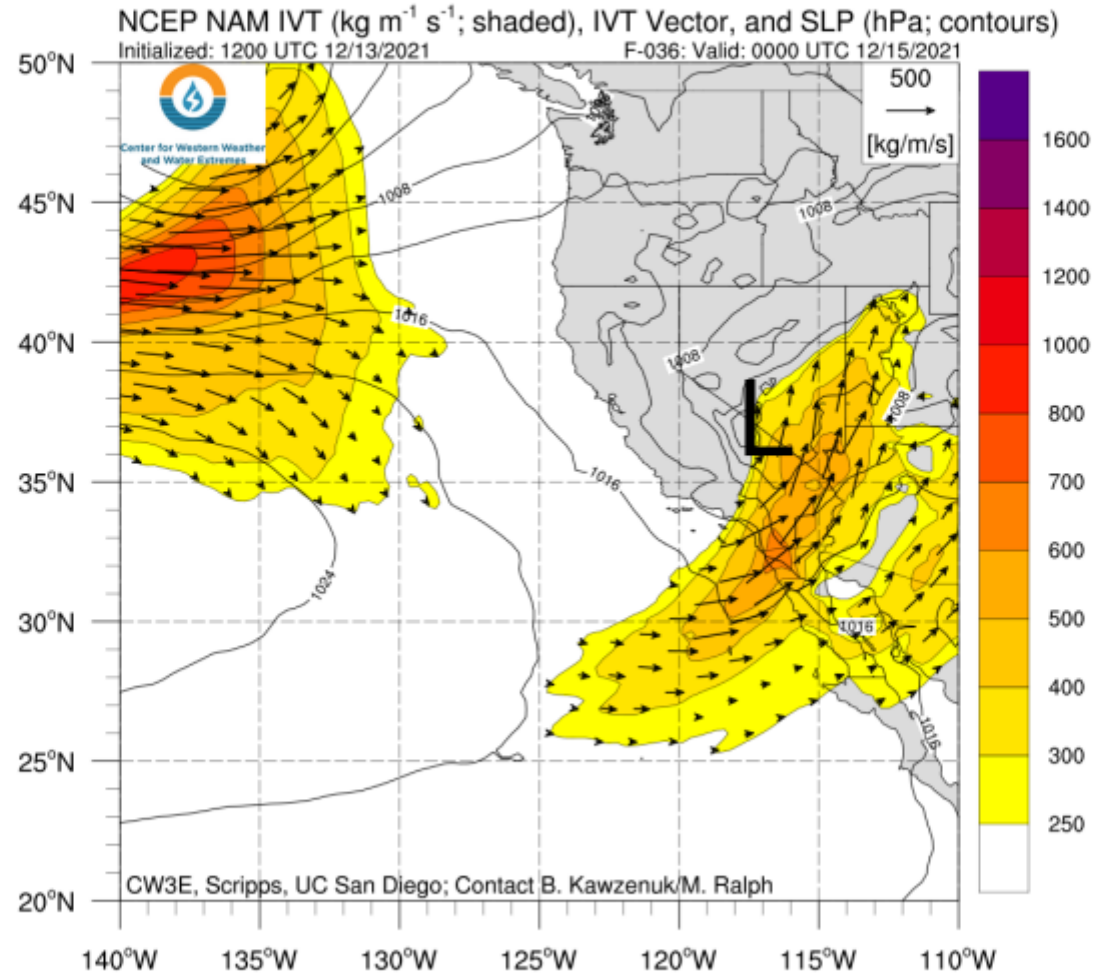 NCEP NAM IVT (kg m⁻¹ s⁻¹; shaded), IVT Vector, and SLP (hPa; contours)
Initialized: 1200 UTC 12/13/2021
F-036: Valid: 0000 UTC 12/15/2021
Center for Western Weather
and Water Extremes
500
[kg/m/s]
50°N
45°N
40°N
35°N
30°N
25°N
20°N
1008
1008
1016
1008
1008
1016
1024
1016
1016
L
1600
1400
1200
1000
800
700
600
500
400
300
250
CW3E, Scripps, UC San Diego; Contact B. Kawzenuk/M. Ralph
140°W
135°W
130°W
125°W
120°W
115°W
110°W